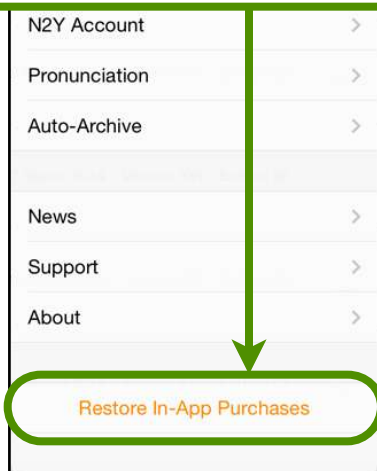 N2Y Account
Pronunciation
Auto-Archive
News
Support
About
Restore In-App Purchases